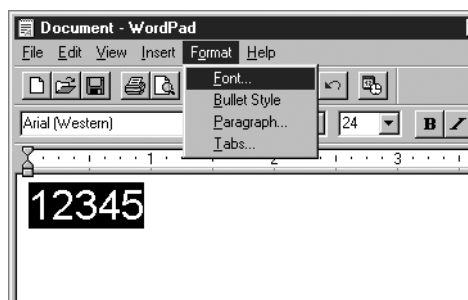 Document - WordPad
File Edit View Insert Format Help
Font...
Bullet Style
Paragraph...
Tabs...
Arial (Western) 24 B I
1 2 3
12345